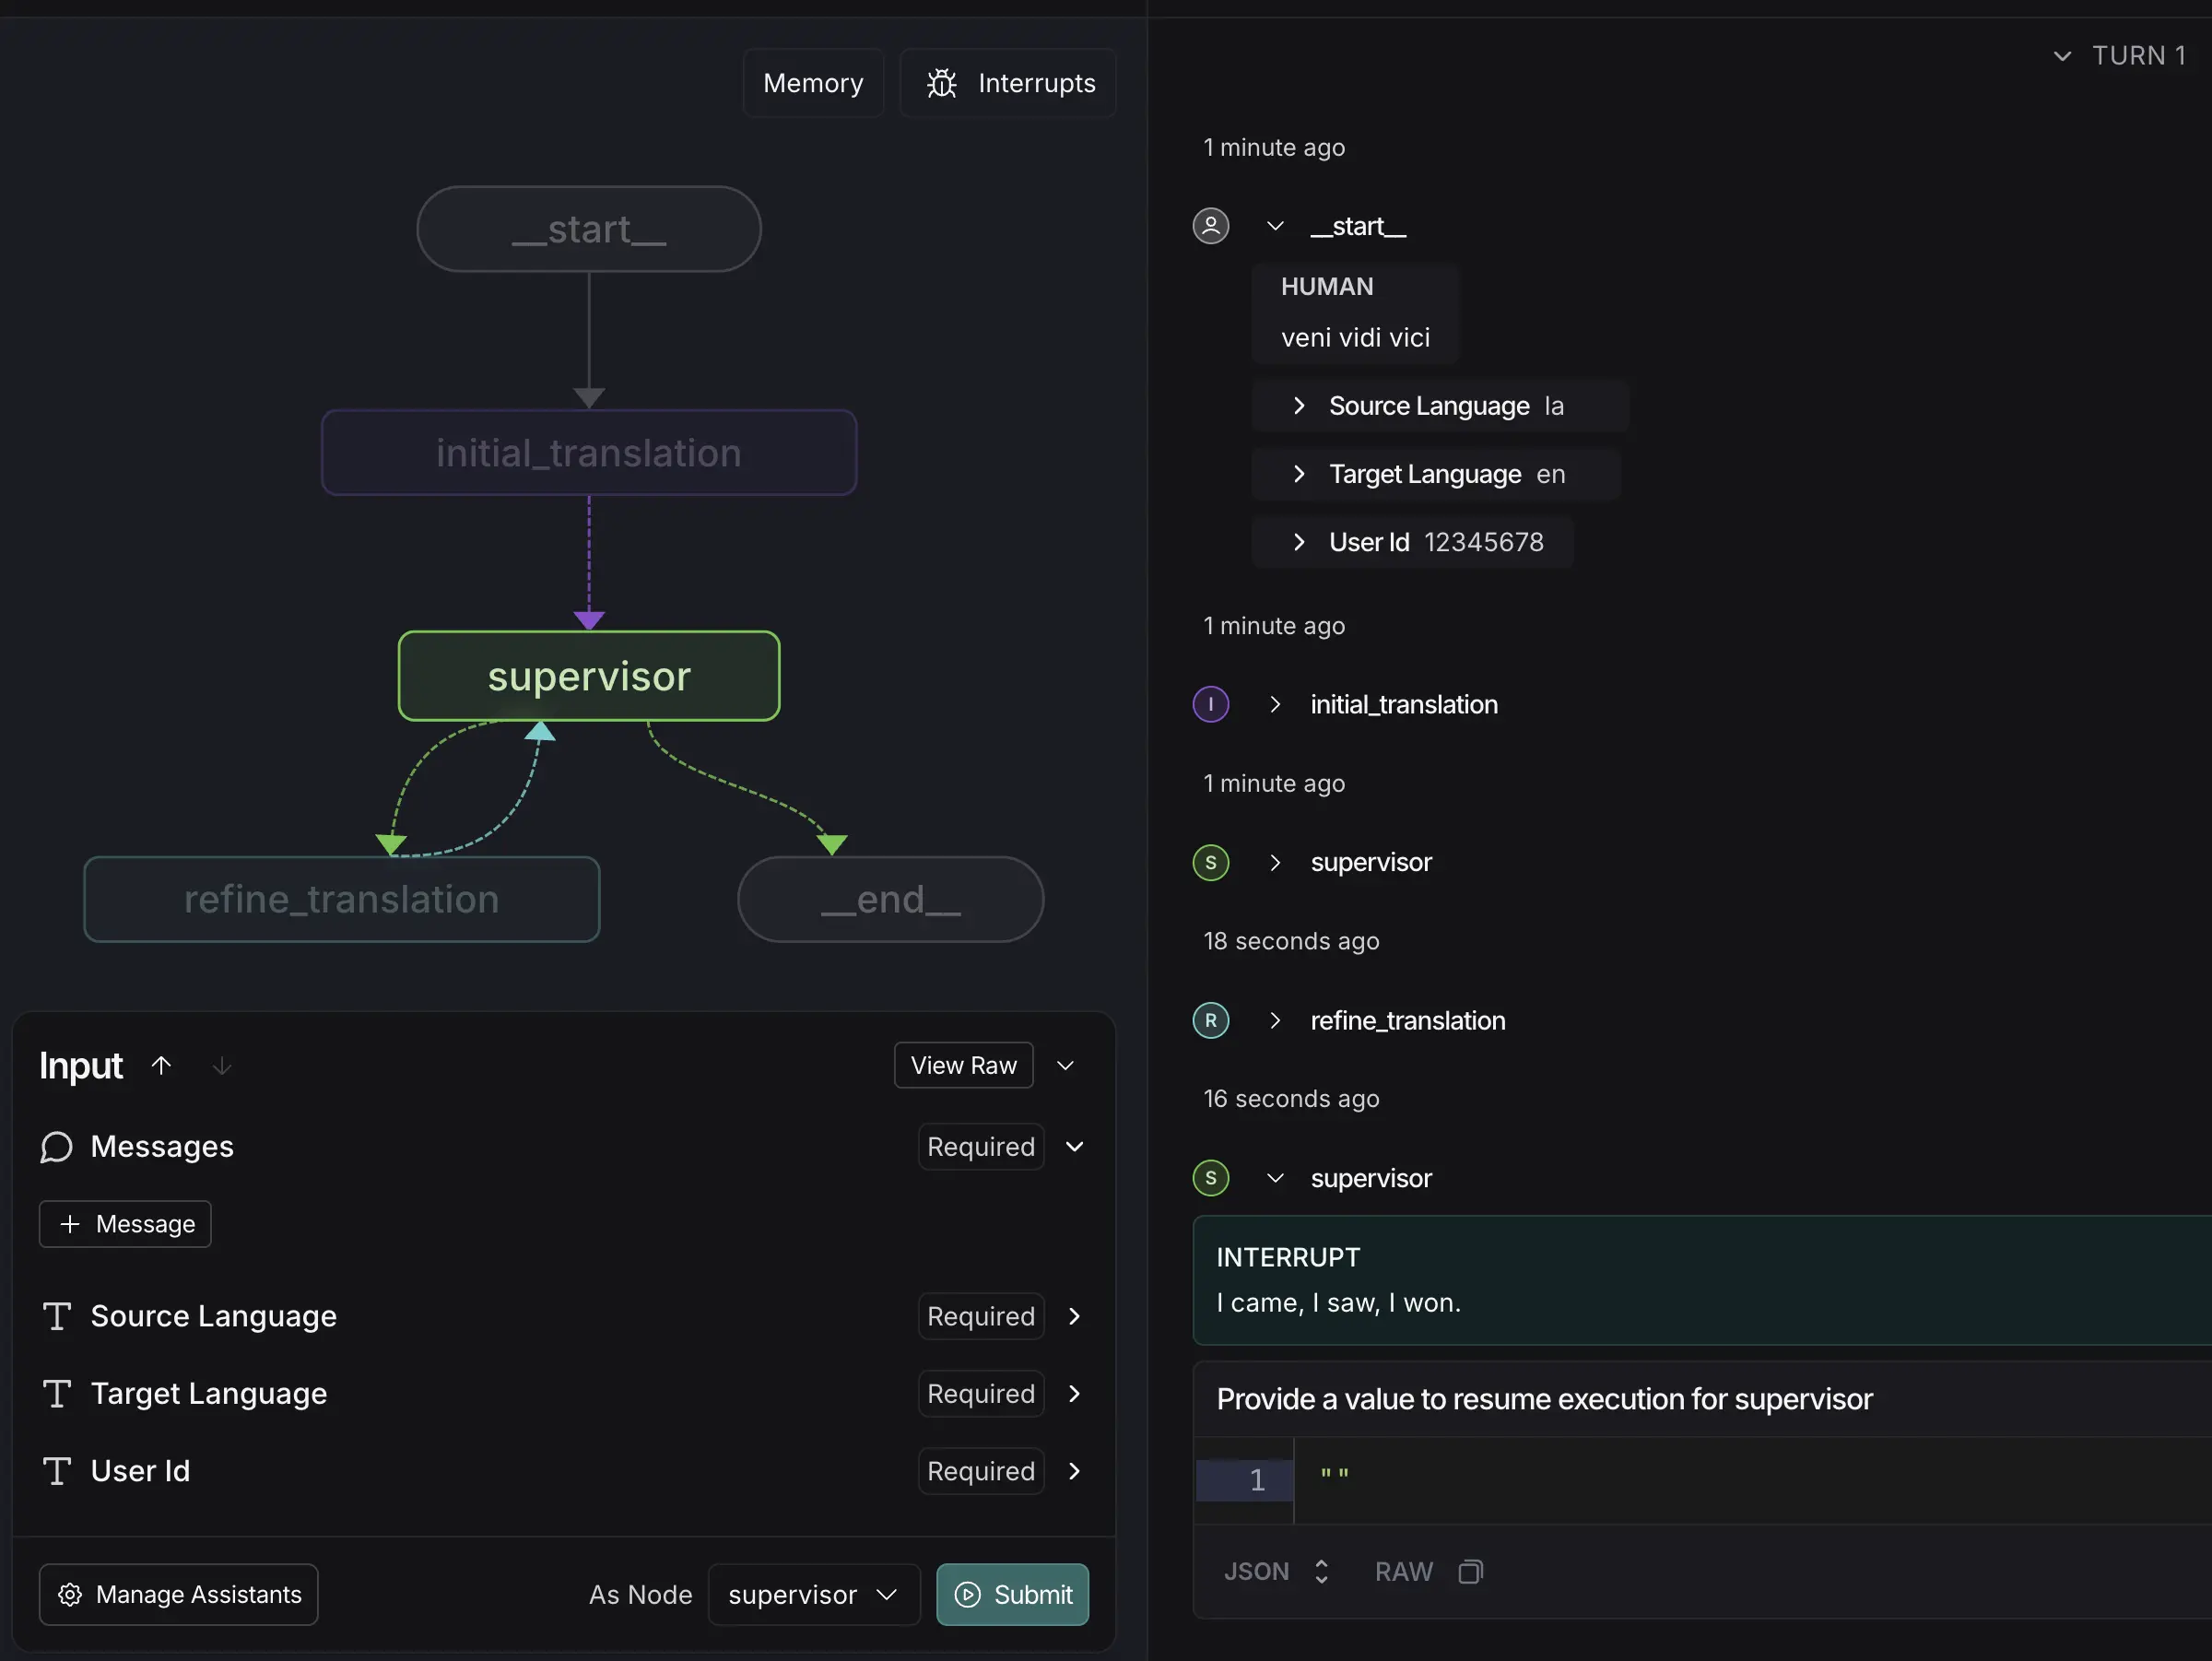 Memory
Interrupts
__start__
initial_translation
supervisor
refine_translation
__end__
Input
View Raw
Messages
Required
+ Message
Source Language
Required
Target Language
Required
User Id
Required
Manage Assistants
As Node
supervisor
Submit
TURN 1
1 minute ago
__start__
HUMAN
veni vidi vici
Source Language la
Target Language en
User Id 12345678
1 minute ago
I
initial_translation
1 minute ago
S
supervisor
18 seconds ago
R
refine_translation
16 seconds ago
S
supervisor
INTERRUPT
I came, I saw, I won.
Provide a value to resume execution for supervisor
1
""
JSON
RAW